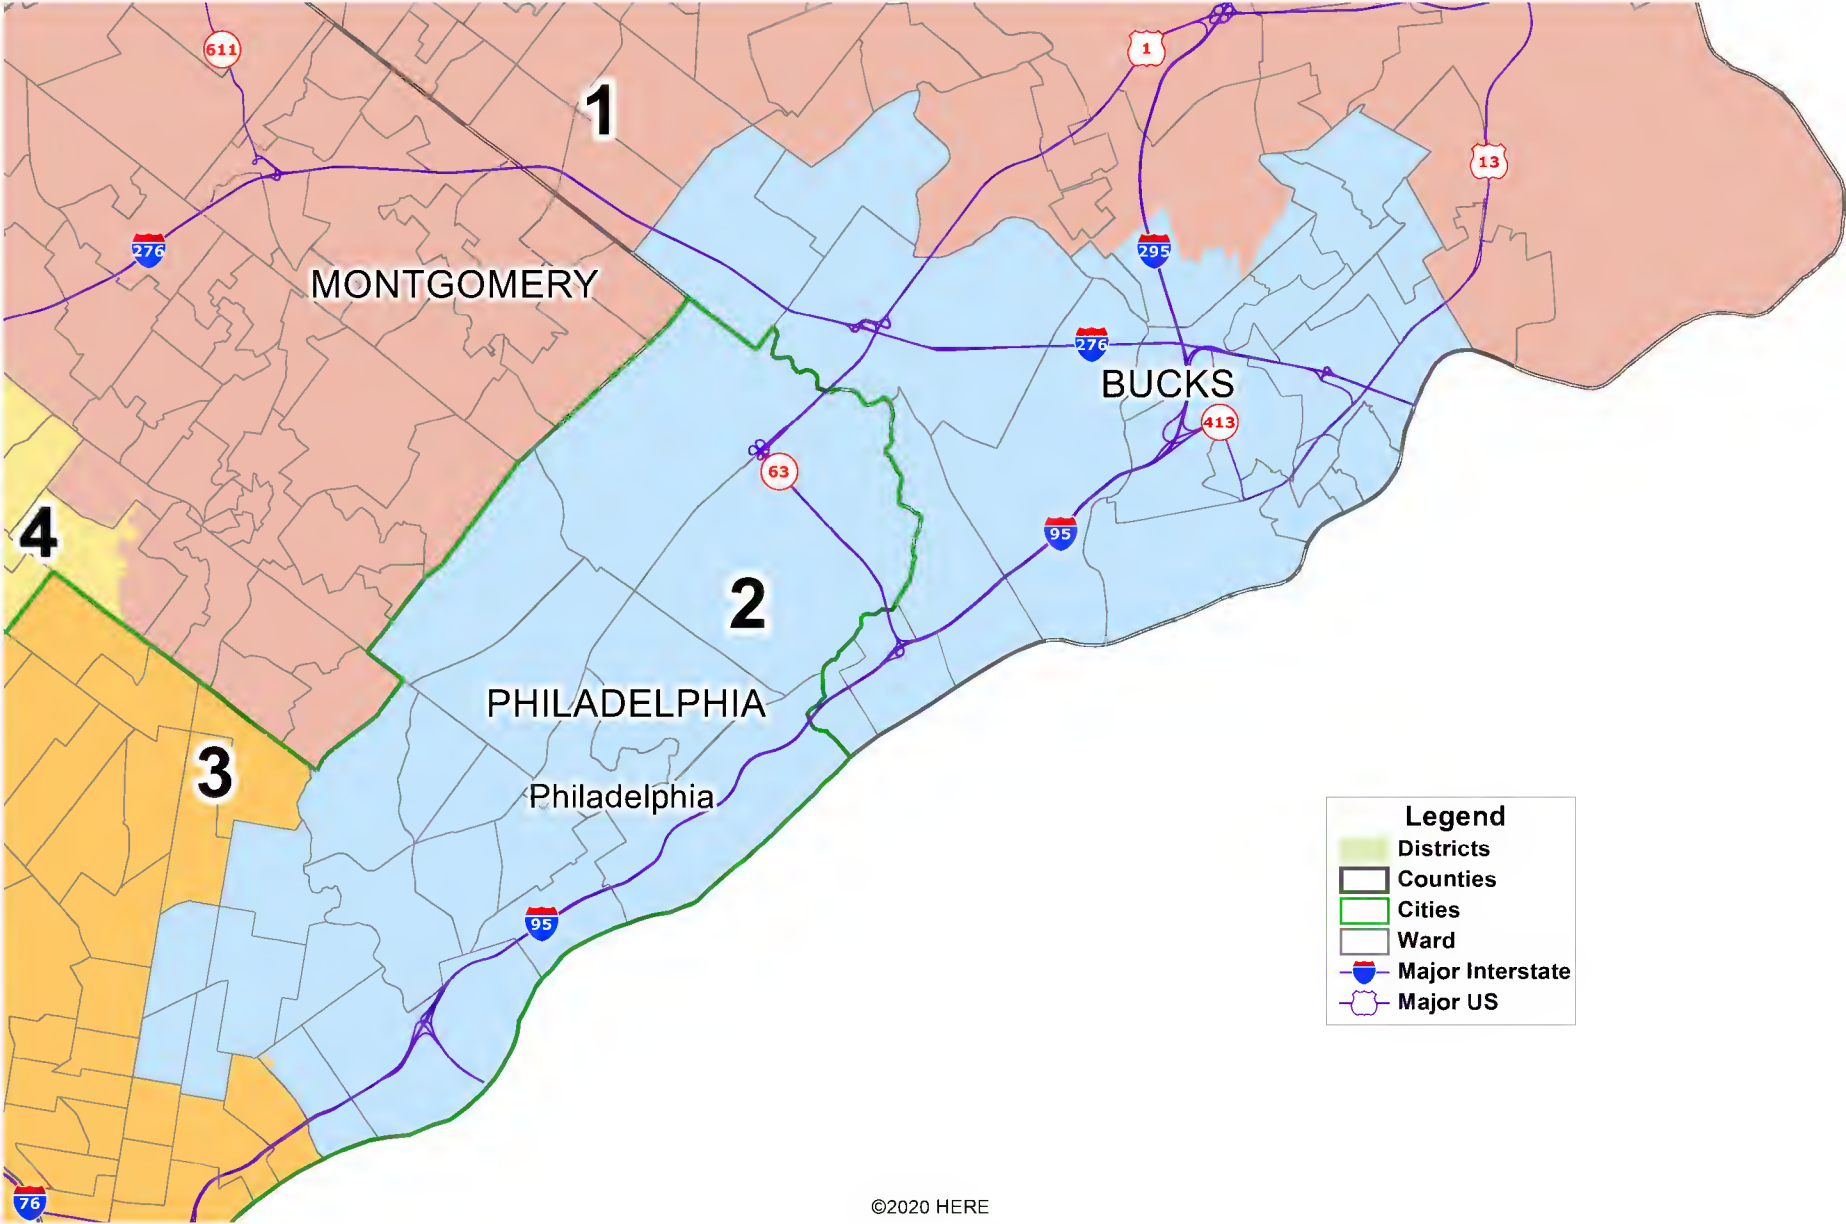 611
1
1
13
276
295
MONTGOMERY
276
BUCKS
413
63
4
95
2
PHILADELPHIA
3
Philadelphia
Legend
Districts
Counties
Cities
Ward
Major Interstate
Major US
95
76
©2020 HERE